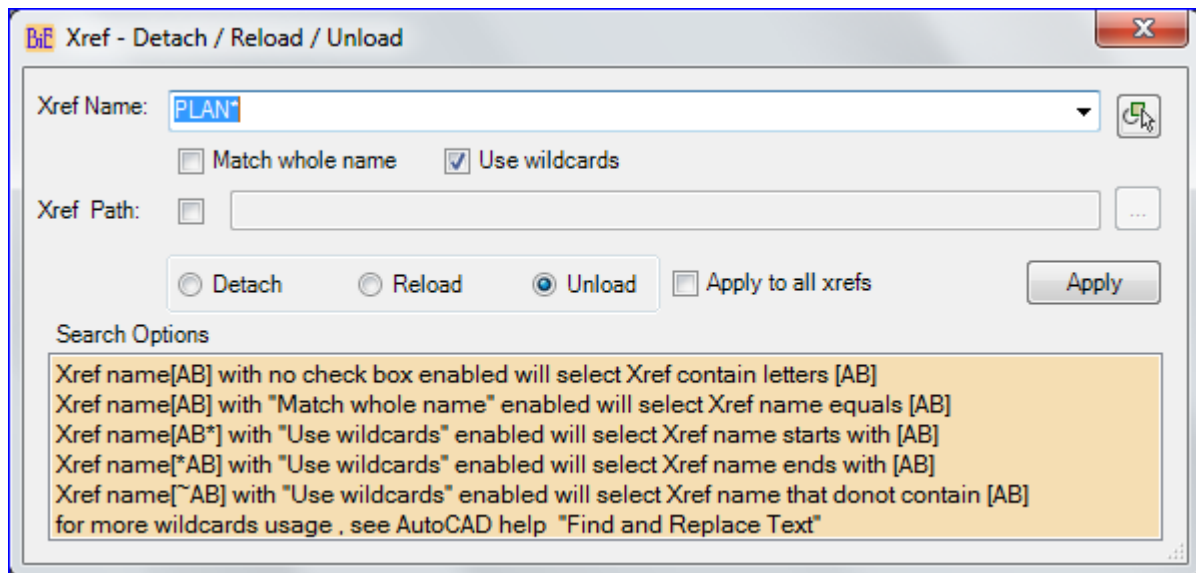 BiE Xref - Detach / Reload / Unload
Xref Name: PLAN*
Match whole name Use wildcards
Xref Path: ...
Detach Reload Unload Apply to all xrefs Apply
Search Options
Xref name[AB] with no check box enabled will select Xref contain letters [AB]
Xref name[AB] with "Match whole name" enabled will select Xref name equals [AB]
Xref name[AB*] with "Use wildcards" enabled will select Xref name starts with [AB]
Xref name[*AB] with "Use wildcards" enabled will select Xref name ends with [AB]
Xref name[~AB] with "Use wildcards" enabled will select Xref name that donot contain [AB]
for more wildcards usage , see AutoCAD help "Find and Replace Text"